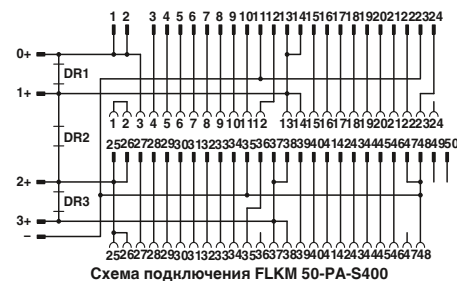 1 2 3 4 5 6 7 8 9 10 11 12 13 14 15 16 17 18 19 20 21 22 23 24
0+
DR1
1+
1 2 3 4 5 6 7 8 9 10 11 12 13 14 15 16 17 18 19 20 21 22 23 24
DR2
25 26 27 28 29 30 31 32 33 34 35 36 37 38 39 40 41 42 43 44 45 46 47 48 49 50
2+
DR3
3+
–
25 26 27 28 29 30 31 32 33 34 35 36 37 38 39 40 41 42 43 44 45 46 47 48
Схема подключения FLKM 50-PA-S400